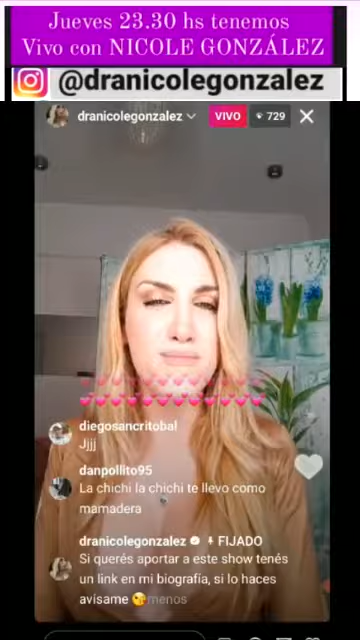 Jueves 23.30 hs tenemos
Vivo con NICOLE GONZÁLEZ
@dranicolegonzalez
dranicolegonzalez
VIVO
729
diegosancritobal
Jjjj
danpollito95
La chichi la chichi te llevo como
mamadera
dranicolegonzalez FIJADO
Si querés aportar a este show tenés
un link en mi biografía, si lo haces
avísame 😘menos